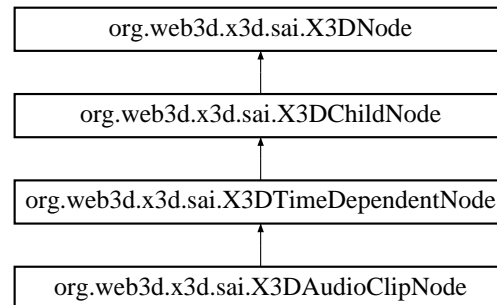 org.web3d.x3d.sai.X3DNode
org.web3d.x3d.sai.X3DChildNode
org.web3d.x3d.sai.X3DTimeDependentNode
org.web3d.x3d.sai.X3DAudioClipNode